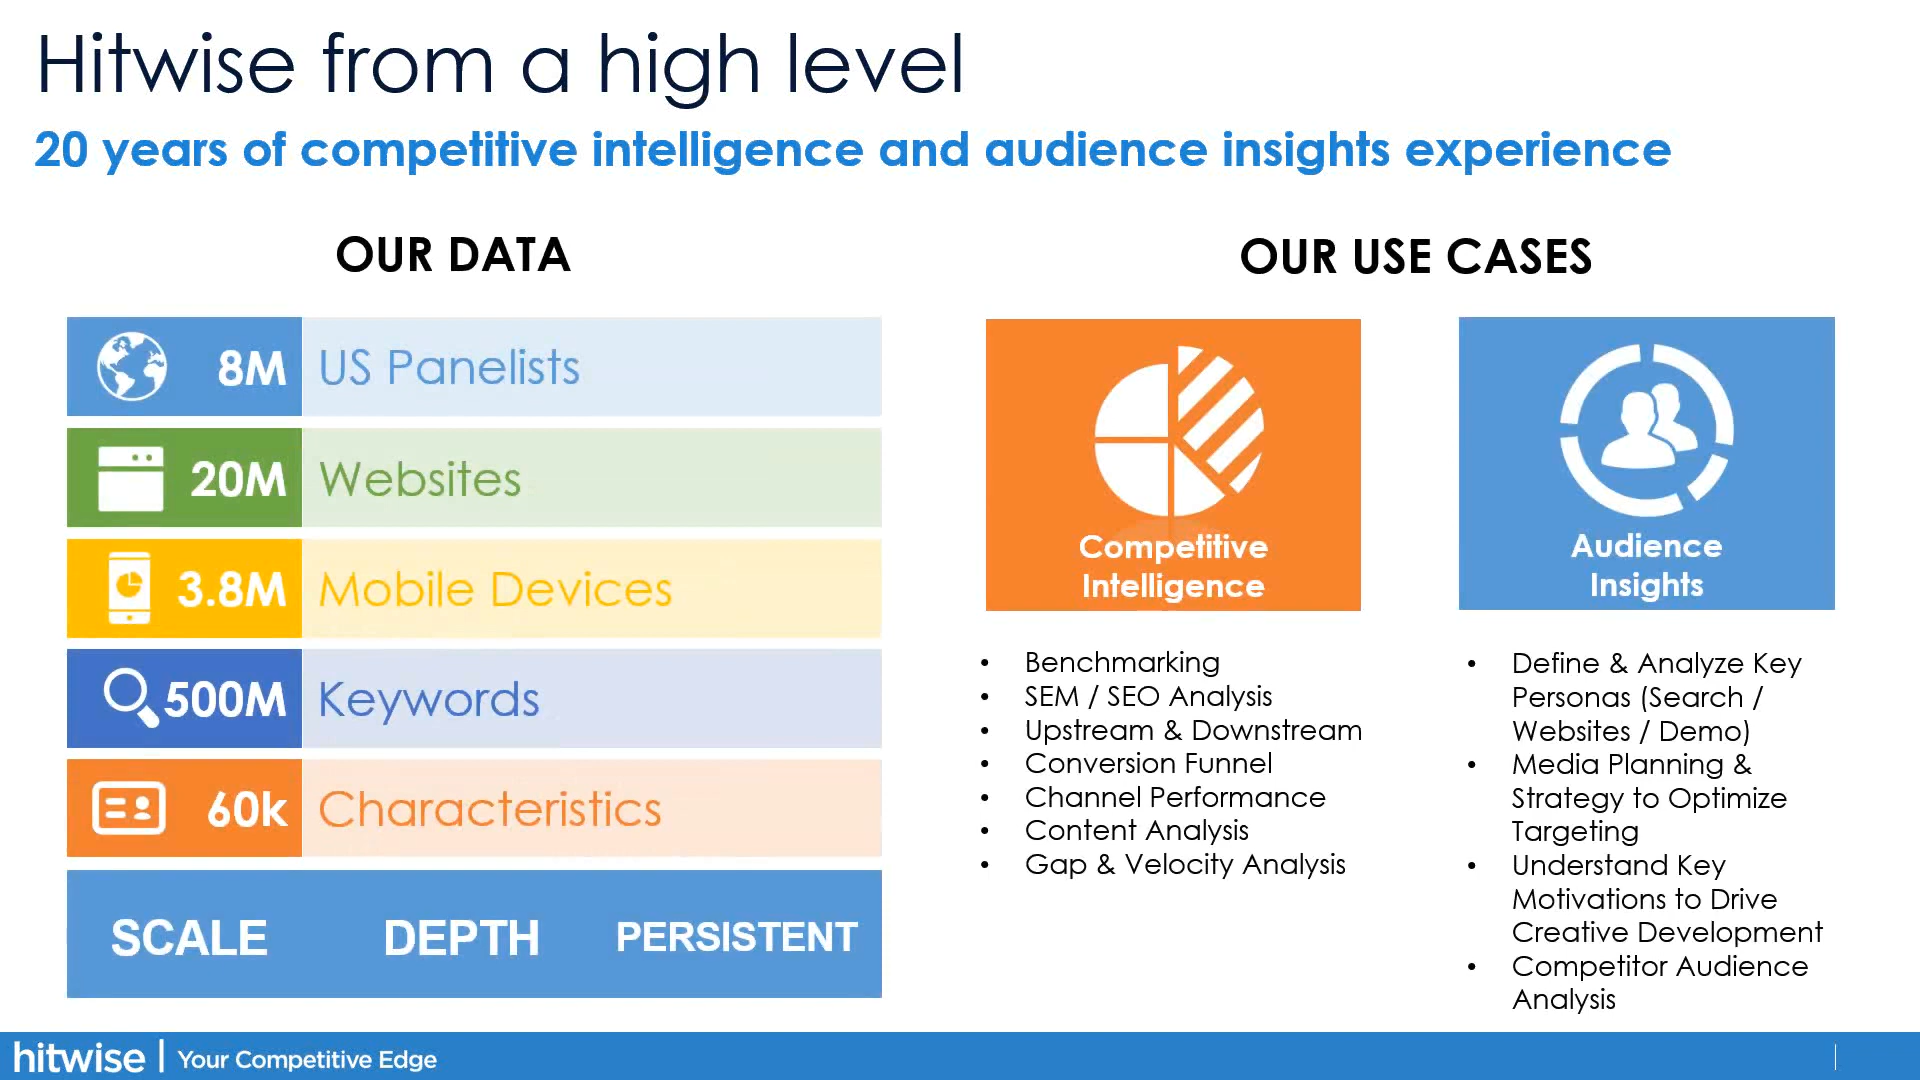 Hitwise from a high level
20 years of competitive intelligence and audience insights experience
OUR DATA
8M US Panelists
20M Websites
3.8M Mobile Devices
500M Keywords
60k Characteristics
SCALE DEPTH PERSISTENT
OUR USE CASES
Competitive
Intelligence
• Benchmarking
• SEM / SEO Analysis
• Upstream & Downstream
• Conversion Funnel
• Channel Performance
• Content Analysis
• Gap & Velocity Analysis
Audience
Insights
• Define & Analyze Key
Personas (Search /
Websites / Demo)
• Media Planning &
Strategy to Optimize
Targeting
• Understand Key
Motivations to Drive
Creative Development
• Competitor Audience
Analysis
hitwise | Your Competitive Edge